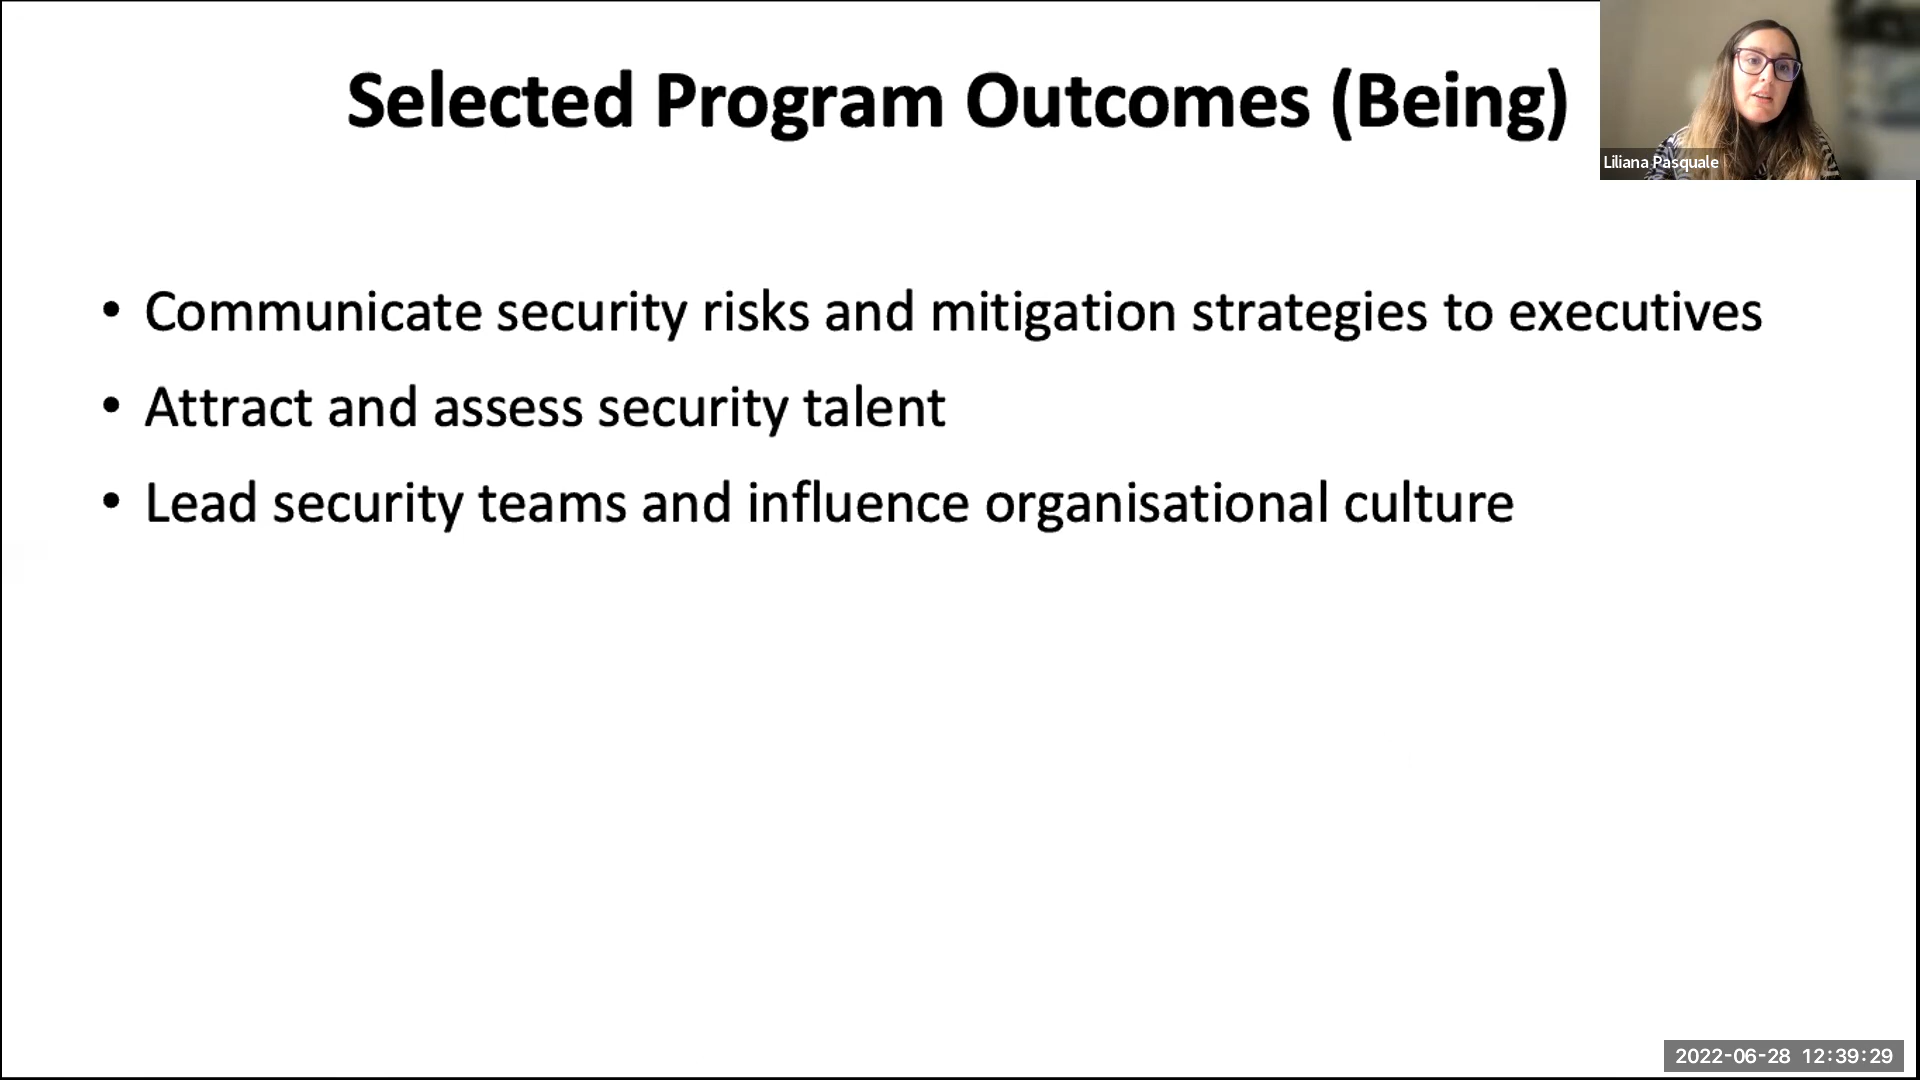 Selected Program Outcomes (Being)
Liliana Pasquale
• Communicate security risks and mitigation strategies to executives
• Attract and assess security talent
• Lead security teams and influence organisational culture
2022-06-28 12:39:29